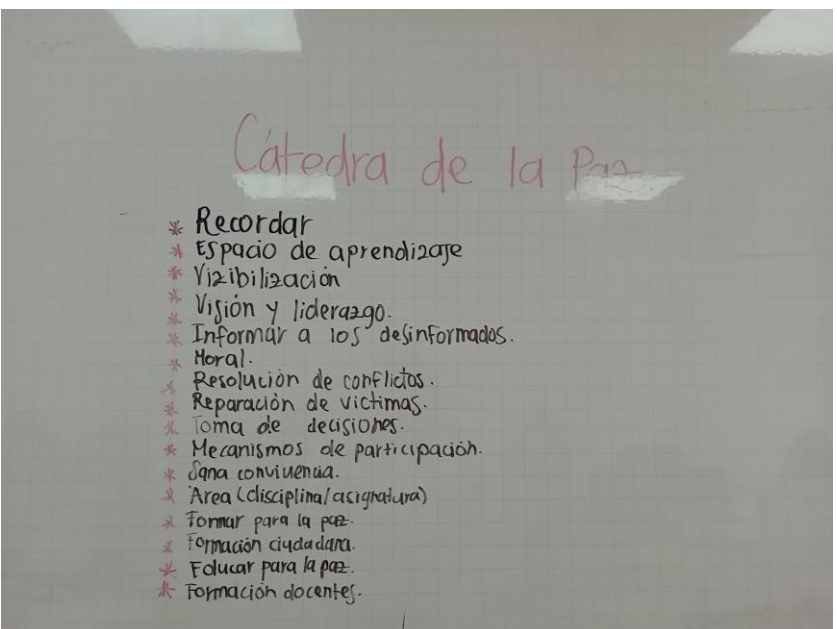 Cátedra de la Paz
* Recordar
* Espacio de aprendizaje
* Vizibilización
* Visión y liderazgo.
* Informar a los desinformados.
* Moral.
* Resolución de conflictos.
* Reparación de victimas.
* Toma de decisiones.
* Mecanismos de participación.
* Sana convivencia.
* Area (disciplina/asignatura)
* Formar para la paz.
* Formación ciudadana.
* Educar para la paz.
* Formación docentes.